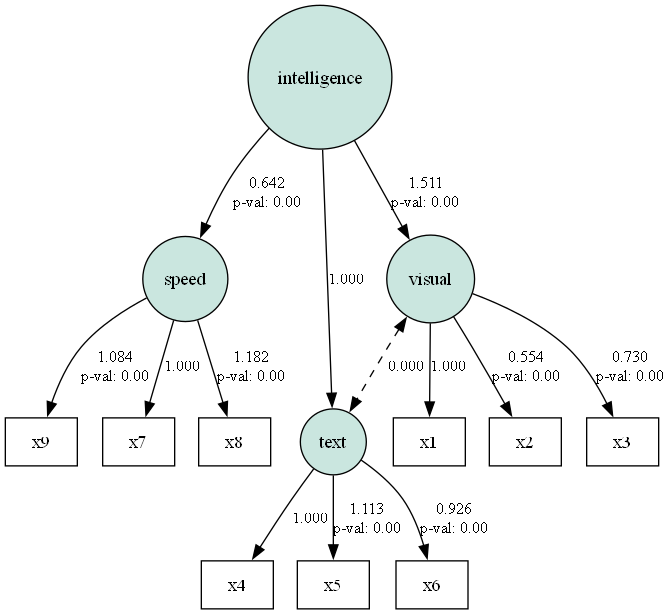 intelligence
0.642
p-val: 0.00
1.511
p-val: 0.00
1.000
speed
visual
1.084
p-val: 0.00
1.000
1.182
p-val: 0.00
0.000
1.000
0.554
p-val: 0.00
0.730
p-val: 0.00
x9
x7
x8
text
x1
x2
x3
1.000
1.113
p-val: 0.00
0.926
p-val: 0.00
x4
x5
x6